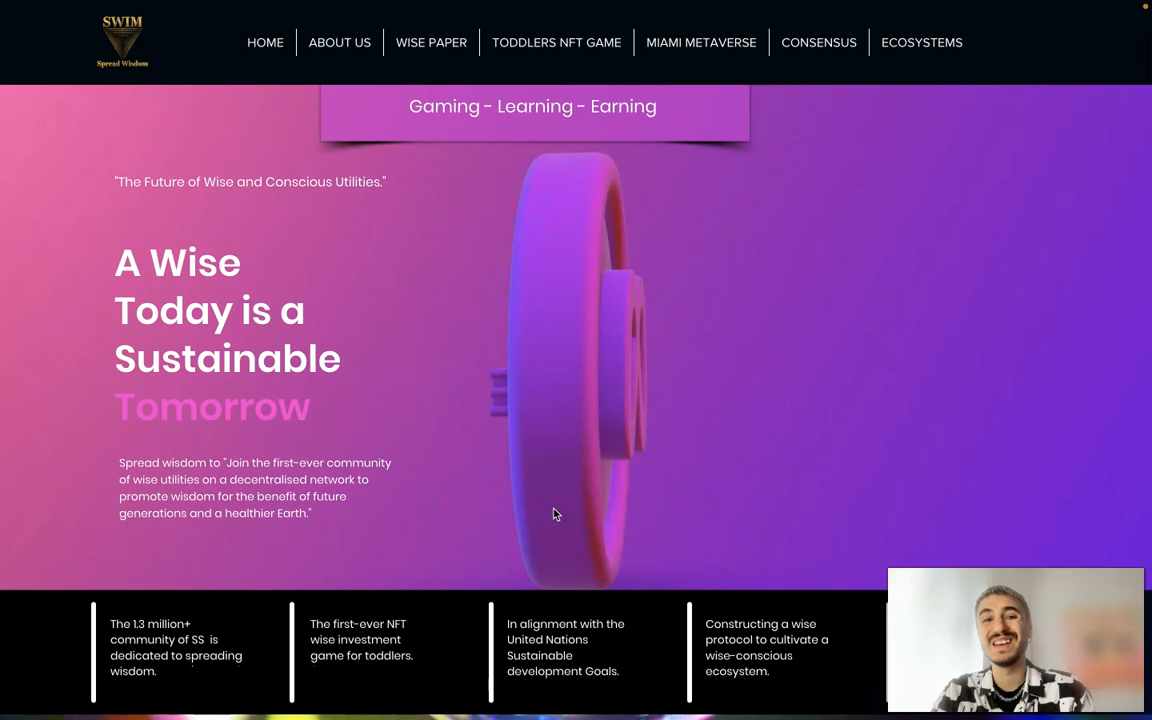 SWIM
Spread Wisdom
HOME
ABOUT US
WISE PAPER
TODDLERS NFT GAME
MIAMI METAVERSE
CONSENSUS
ECOSYSTEMS
Gaming - Learning - Earning
"The Future of Wise and Conscious Utilities."
A Wise
Today is a
Sustainable
Tomorrow
Spread wisdom to "Join the first-ever community
of wise utilities on a decentralised network to
promote wisdom for the benefit of future
generations and a healthier Earth."
The 1.3 million+
community of SS is
dedicated to spreading
wisdom.
The first-ever NFT
wise investment
game for toddlers.
In alignment with the
United Nations
Sustainable
development Goals.
Constructing a wise
protocol to cultivate a
wise-conscious
ecosystem.